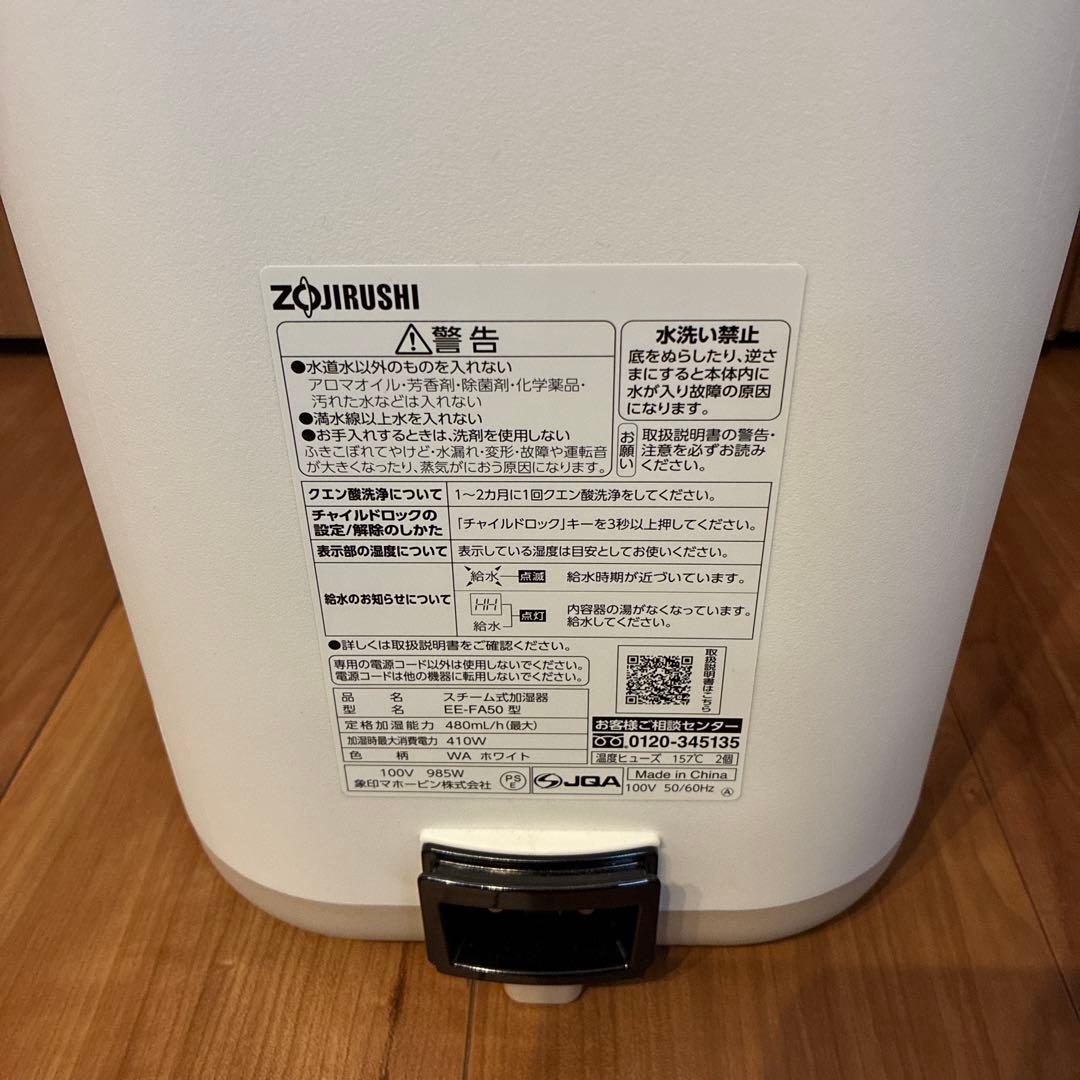 ZOJIRUSHI
警告
●水道水以外のものを入れない
アロマオイル・芳香剤・除菌剤・化学薬品・
汚れた水などは入れない
●満水線以上水を入れない
●お手入れするときは、洗剤を使用しない
ふきこぼれてやけど・水漏れ・変形・故障や運転音
が大きくなったり、蒸気がにおう原因になります。
水洗い禁止
底をぬらしたり、逆さ
まにすると本体内に
水が入り故障の原因
になります。
お願い
取扱説明書の警告・
注意を必ずお読み
ください。
クエン酸洗浄について
1～2カ月に1回クエン酸洗浄をしてください。
チャイルドロックの
設定/解除のしかた
「チャイルドロック」キーを3秒以上押してください。
表示部の湿度について
表示している湿度は目安としてお使いください。
給水のお知らせについて
給水 点滅 給水時期が近づいています。
HH
給水
点灯
内容器の湯がなくなっています。
給水してください。
●詳しくは取扱説明書をご確認ください。
専用の電源コード以外は使用しないでください。
電源コードは他の機器に転用しないでください。
取扱説明書はこちら
品名 スチーム式加湿器
型名 EE-FA50 型
定格加湿能力 480mL/h(最大)
加湿時最大消費電力 410W
色柄 WA ホワイト
お客様ご相談センター
0120-345135
温度ヒューズ 157℃ 2個
100V 985W
象印マホービン株式会社
PS
E
JQA
Made in China
100V 50/60Hz Ⓐ